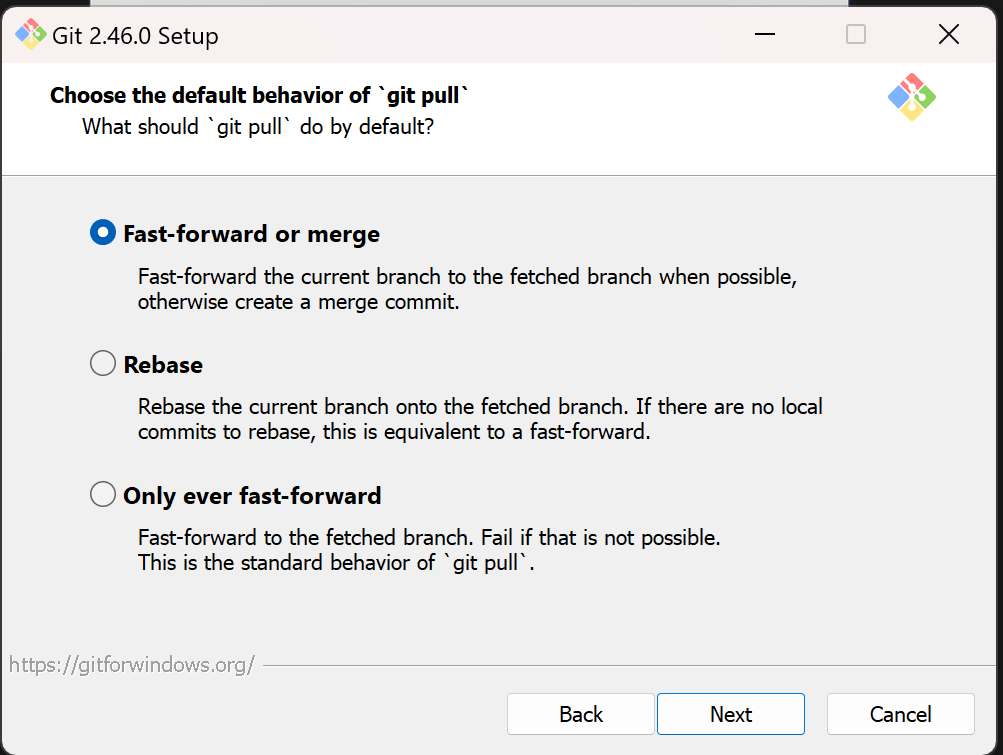 Git 2.46.0 Setup
Choose the default behavior of `git pull`
What should `git pull` do by default?
Fast-forward or merge
Fast-forward the current branch to the fetched branch when possible,
otherwise create a merge commit.
Rebase
Rebase the current branch onto the fetched branch. If there are no local
commits to rebase, this is equivalent to a fast-forward.
Only ever fast-forward
Fast-forward to the fetched branch. Fail if that is not possible.
This is the standard behavior of `git pull`.
https://gitforwindows.org/
Back Next Cancel